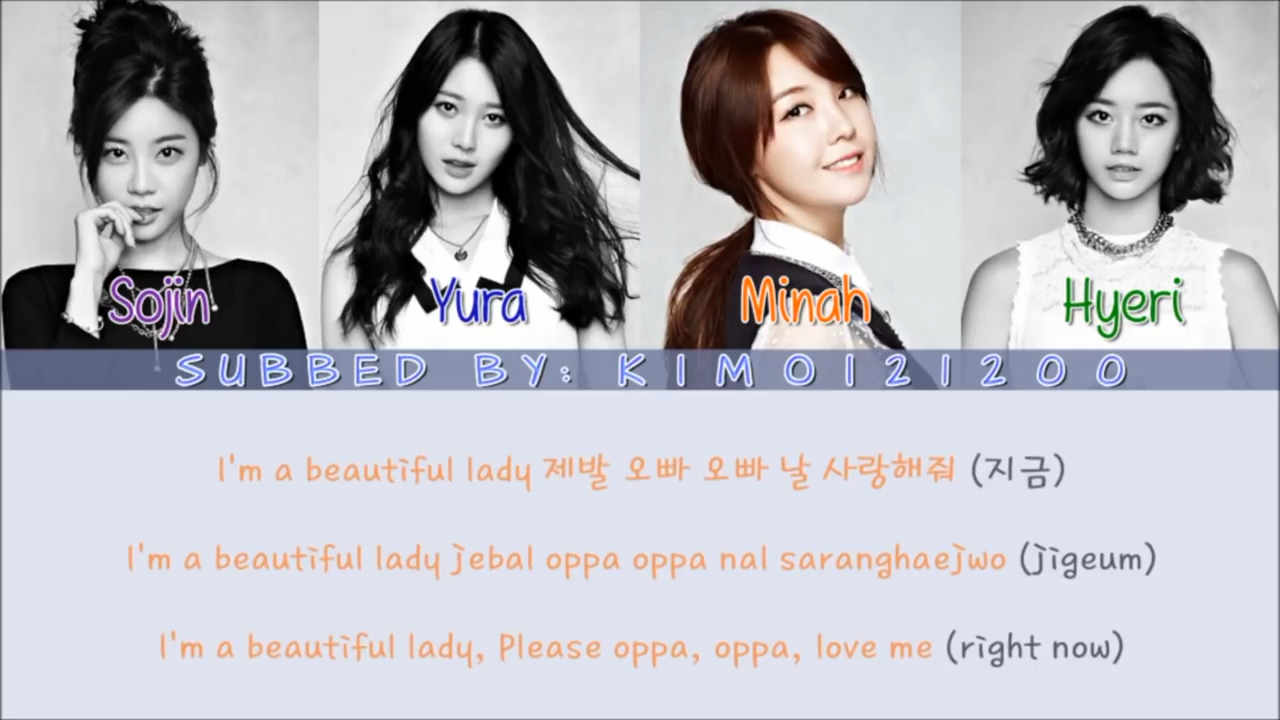 Sojin Yura Minah Hyeri
SUBBED BY: KIM0121200
I'm a beautiful lady 제발 오빠 오빠 날 사랑해줘 (지금)
I'm a beautiful lady jebal oppa oppa nal saranghaejwo (jigeum)
I'm a beautiful lady, Please oppa, oppa, love me (right now)